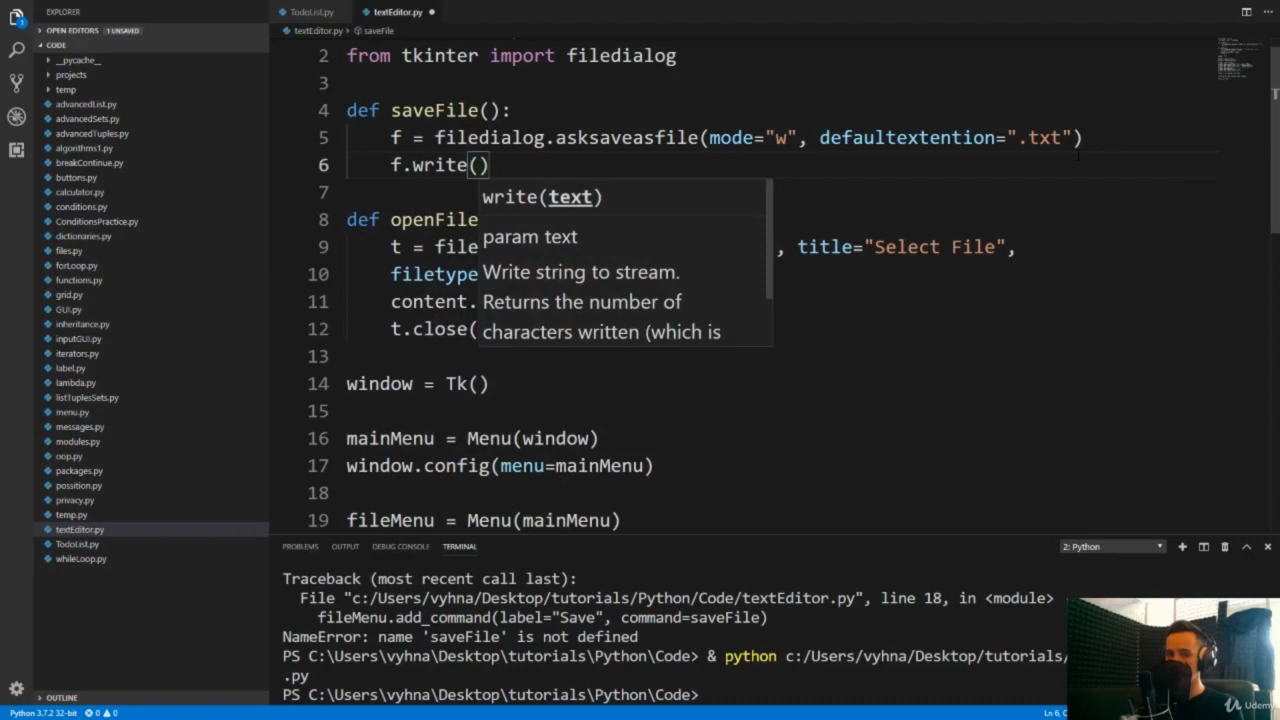 EXPLORER
OPEN EDITORS 1 UNSAVED
CODE
__pycache__
projects
temp
advancedList.py
advancedSets.py
advancedTuples.py
algorithms1.py
breakContinue.py
buttons.py
calculator.py
conditions.py
ConditionsPractice.py
dictionaries.py
files.py
forLoop.py
functions.py
grid.py
GUI.py
inheritance.py
inputGUI.py
iterators.py
label.py
lambda.py
listTuplesSets.py
menu.py
messages.py
modules.py
oop.py
packages.py
possition.py
privacy.py
temp.py
textEditor.py
TodoList.py
whileLoop.py
OUTLINE
TodoList.py textEditor.py
textEditor.py saveFile
2 from tkinter import filedialog
3
4 def saveFile():
5 f = filedialog.asksaveasfile(mode="w", defaultextention=".txt")
6 f.write()
7
write(text)
param text
Write string to stream.
Returns the number of
characters written (which is
8 def openFile
9 t = file , title="Select File",
10 filetype
11 content.
12 t.close(
13
14 window = Tk()
15
16 mainMenu = Menu(window)
17 window.config(menu=mainMenu)
18
19 fileMenu = Menu(mainMenu)
PROBLEMS OUTPUT DEBUG CONSOLE TERMINAL 2: Python
Traceback (most recent call last):
File "c:/Users/vyhna/Desktop/tutorials/Python/Code/textEditor.py", line 18, in <module>
fileMenu.add_command(label="Save", command=saveFile)
NameError: name 'saveFile' is not defined
PS C:\Users\vyhna\Desktop\tutorials\Python\Code> & python c:/Users/vyhna/Desktop/tutorials/
.py
PS C:\Users\vyhna\Desktop\tutorials\Python\Code>
Python 3.7.2 32-bit 0 0 Ln 6,
Udemy